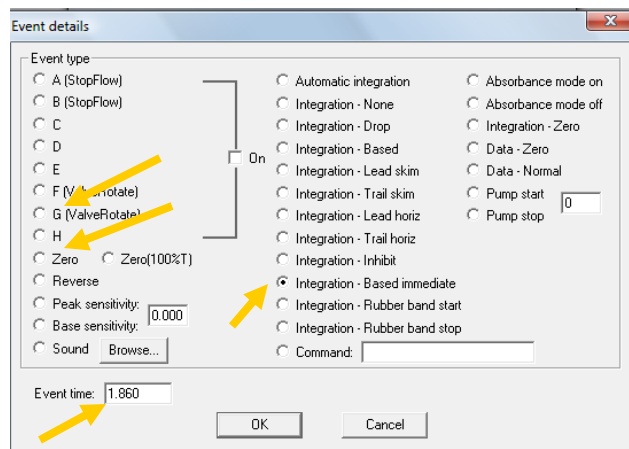 Event details
Event type
A (StopFlow)
B (StopFlow)
C
D
E
F (ValveRotate)
G (ValveRotate)
H
On
Zero Zero(100%T)
Reverse
Peak sensitivity:
Base sensitivity:
0.000
Sound Browse...
Automatic integration
Integration - None
Integration - Drop
Integration - Based
Integration - Lead skim
Integration - Trail skim
Integration - Lead horiz
Integration - Trail horiz
Integration - Inhibit
Integration - Based immediate
Integration - Rubber band start
Integration - Rubber band stop
Command:
Absorbance mode on
Absorbance mode off
Integration - Zero
Data - Zero
Data - Normal
Pump start
Pump stop
0
Event time: 1.860
OK Cancel